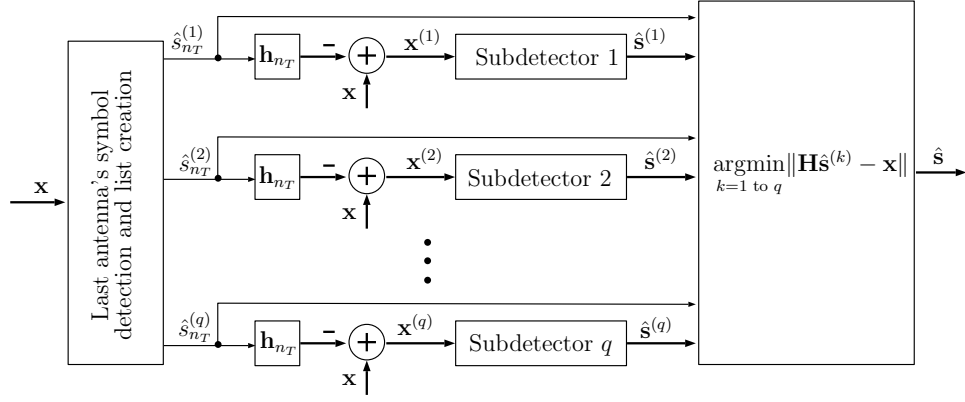 x
Last antenna's symbol
detection and list creation
ŝ_{n_T}^{(1)}
h_{n_T}
−
+
x
x^{(1)}
Subdetector 1
ŝ^{(1)}
ŝ_{n_T}^{(2)}
h_{n_T}
−
+
x
x^{(2)}
Subdetector 2
ŝ^{(2)}
ŝ_{n_T}^{(q)}
h_{n_T}
−
+
x
x^{(q)}
Subdetector q
ŝ^{(q)}
argmin‖Hŝ^{(k)} − x‖
k=1 to q
ŝ